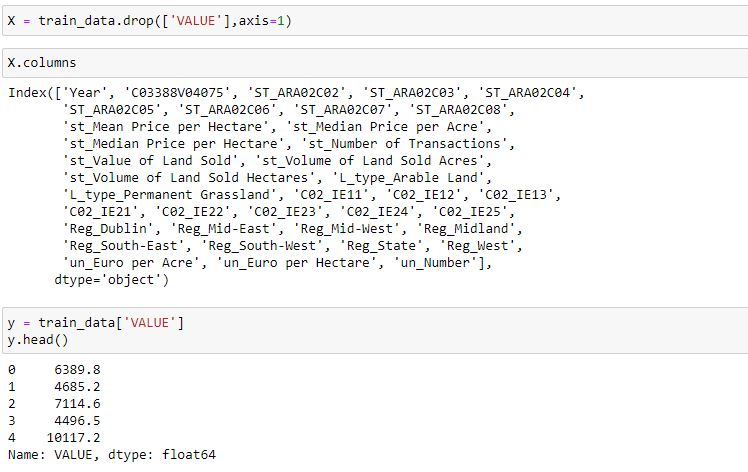 X = train_data.drop(['VALUE'],axis=1)
X.columns
Index(['Year', 'C03388V04075', 'ST_ARA02C02', 'ST_ARA02C03', 'ST_ARA02C04',
'ST_ARA02C05', 'ST_ARA02C06', 'ST_ARA02C07', 'ST_ARA02C08',
'st_Mean Price per Hectare', 'st_Median Price per Acre',
'st_Median Price per Hectare', 'st_Number of Transactions',
'st_Value of Land Sold', 'st_Volume of Land Sold Acres',
'st_Volume of Land Sold Hectares', 'L_type_Arable Land',
'L_type_Permanent Grassland', 'C02_IE11', 'C02_IE12', 'C02_IE13',
'C02_IE21', 'C02_IE22', 'C02_IE23', 'C02_IE24', 'C02_IE25',
'Reg_Dublin', 'Reg_Mid-East', 'Reg_Mid-West', 'Reg_Midland',
'Reg_South-East', 'Reg_South-West', 'Reg_State', 'Reg_West',
'un_Euro per Acre', 'un_Euro per Hectare', 'un_Number'],
dtype='object')
y = train_data['VALUE']
y.head()
0 6389.8
1 4685.2
2 7114.6
3 4496.5
4 10117.2
Name: VALUE, dtype: float64